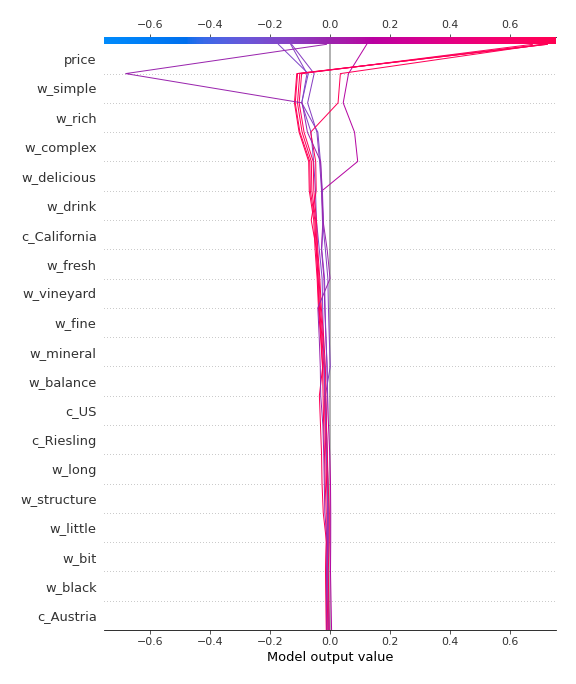 −0.6 −0.4 −0.2 0.0 0.2 0.4 0.6
price
w_simple
w_rich
w_complex
w_delicious
w_drink
c_California
w_fresh
w_vineyard
w_fine
w_mineral
w_balance
c_US
c_Riesling
w_long
w_structure
w_little
w_bit
w_black
c_Austria
−0.6 −0.4 −0.2 0.0 0.2 0.4 0.6
Model output value